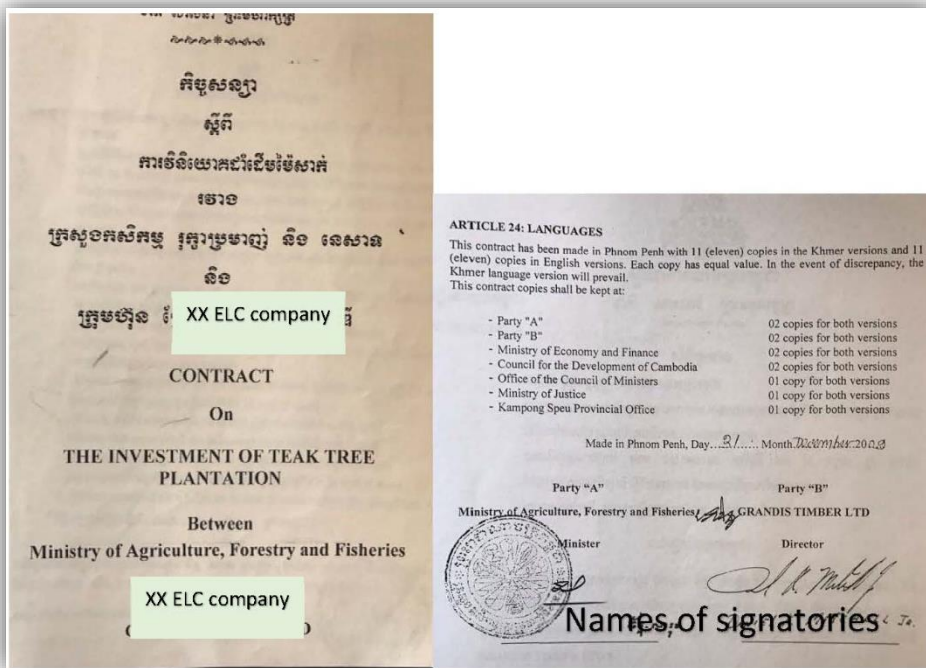 កិច្ចសន្យា
ស្តីពី
ការវិនិយោគដាំដើមម៉ៃសាក់
រវាង
ក្រសួងកសិកម្ម រុក្ខាប្រមាញ់ និង នេសាទ
និង
ក្រុមហ៊ុន
XX ELC company
CONTRACT
On
THE INVESTMENT OF TEAK TREE
PLANTATION
Between
Ministry of Agriculture, Forestry and Fisheries
XX ELC company
ARTICLE 24: LANGUAGES
This contract has been made in Phnom Penh with 11 (eleven) copies in the Khmer versions and 11
(eleven) copies in English versions. Each copy has equal value. In the event of discrepancy, the
Khmer language version will prevail.
This contract copies shall be kept at:
- Party "A" 02 copies for both versions
- Party "B" 02 copies for both versions
- Ministry of Economy and Finance 02 copies for both versions
- Council for the Development of Cambodia 02 copies for both versions
- Office of the Council of Ministers 01 copy for both versions
- Ministry of Justice 01 copy for both versions
- Kampong Speu Provincial Office 01 copy for both versions
Made in Phnom Penh, Day...31..... Month December 2009
Party “A” Party “B”
Ministry of Agriculture, Forestry and Fisheries GRANDIS TIMBER LTD
Minister Director
Names of signatories